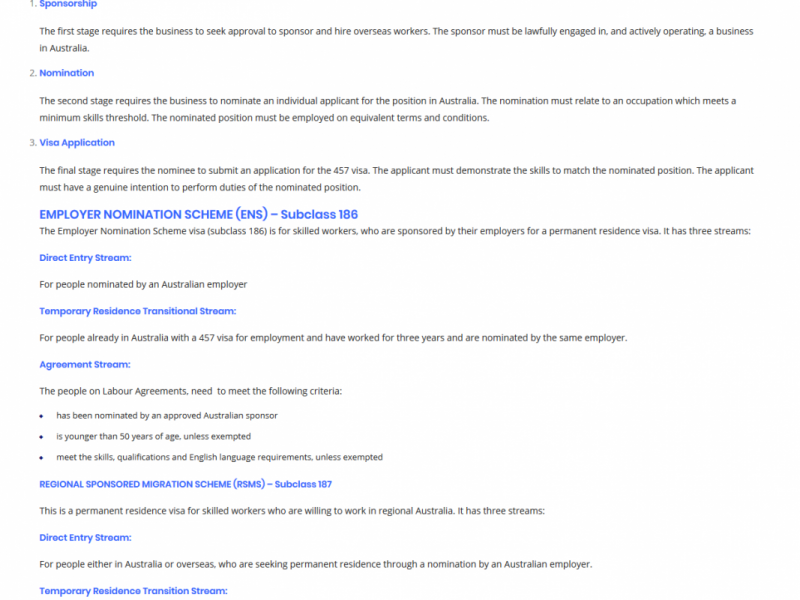 1. Sponsorship
The first stage requires the business to seek approval to sponsor and hire overseas workers. The sponsor must be lawfully engaged in, and actively operating, a business
in Australia.
2. Nomination
The second stage requires the business to nominate an individual applicant for the position in Australia. The nomination must relate to an occupation which meets a
minimum skills threshold. The nominated position must be employed on equivalent terms and conditions.
3. Visa Application
The final stage requires the nominee to submit an application for the 457 visa. The applicant must demonstrate the skills to match the nominated position. The applicant
must have a genuine intention to perform duties of the nominated position.
EMPLOYER NOMINATION SCHEME (ENS) – Subclass 186
The Employer Nomination Scheme visa (subclass 186) is for skilled workers, who are sponsored by their employers for a permanent residence visa. It has three streams:
Direct Entry Stream:
For people nominated by an Australian employer
Temporary Residence Transitional Stream:
For people already in Australia with a 457 visa for employment and have worked for three years and are nominated by the same employer.
Agreement Stream:
The people on Labour Agreements, need  to meet the following criteria:
• has been nominated by an approved Australian sponsor
• is younger than 50 years of age, unless exempted
• meet the skills, qualifications and English language requirements, unless exempted
REGIONAL SPONSORED MIGRATION SCHEME (RSMS) – Subclass 187
This is a permanent residence visa for skilled workers who are willing to work in regional Australia. It has three streams:
Direct Entry Stream:
For people either in Australia or overseas, who are seeking permanent residence through a nomination by an Australian employer.
Temporary Residence Transition Stream: